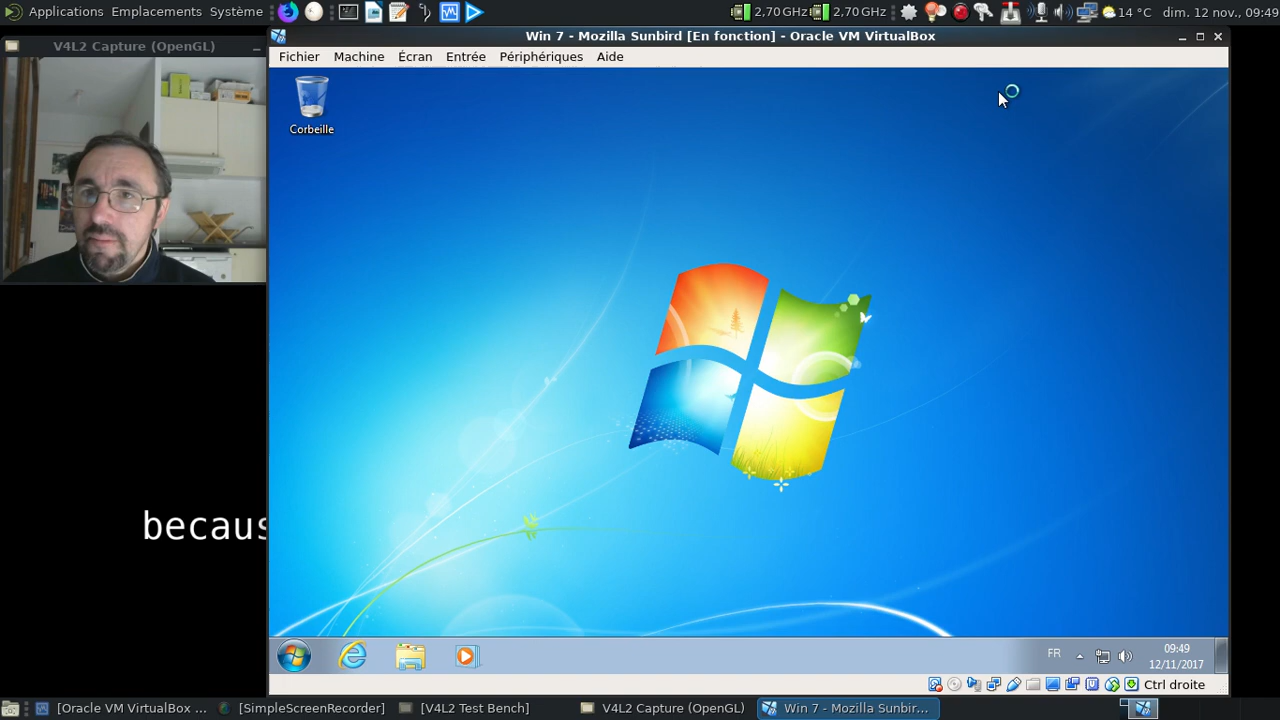 Applications Emplacements Système
2,70 GHz 2,70 GHz
14 °C dim. 12 nov., 09:49
V4L2 Capture (OpenGL)
Win 7 - Mozilla Sunbird [En fonction] - Oracle VM VirtualBox
Fichier Machine Écran Entrée Périphériques Aide
Corbeille
becaus
FR
09:49
12/11/2017
Ctrl droite
[Oracle VM VirtualBox ... [SimpleScreenRecorder] [V4L2 Test Bench] V4L2 Capture (OpenGL) Win 7 - Mozilla Sunbir...